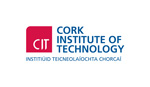 CIT
CORK
INSTITUTE OF
TECHNOLOGY
INSTITIÚID TEICNEOLAÍOCHTA CHORCAÍ